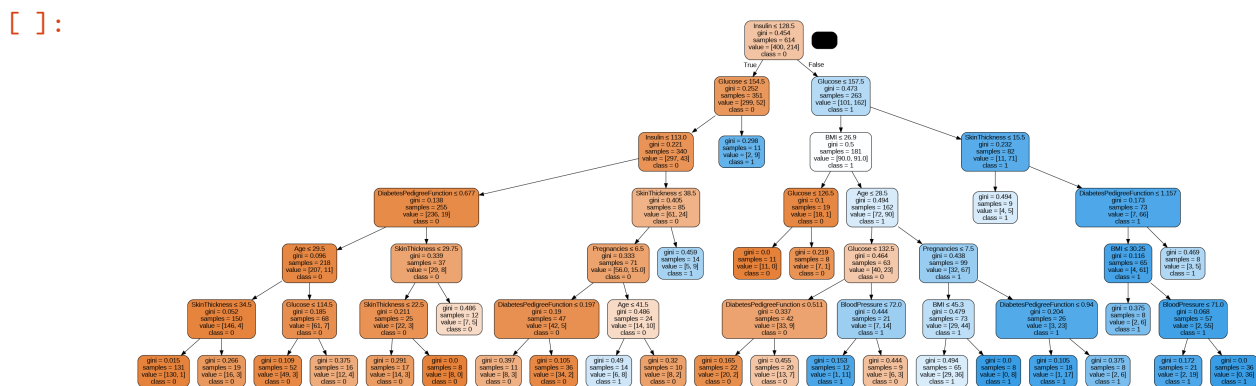 [ ]:
Insulin ≤ 128.5
gini = 0.454
samples = 614
value = [400, 214]
class = 0
True
False
Glucose ≤ 154.5
gini = 0.252
samples = 351
value = [299, 52]
class = 0
Glucose ≤ 157.5
gini = 0.473
samples = 263
value = [101, 162]
class = 1
Insulin ≤ 113.0
gini = 0.221
samples = 340
value = [297, 43]
class = 0
gini = 0.298
samples = 11
value = [2, 9]
class = 1
BMI ≤ 26.9
gini = 0.5
samples = 181
value = [90.0, 91.0]
class = 1
SkinThickness ≤ 15.5
gini = 0.232
samples = 82
value = [11, 71]
class = 1
DiabetesPedigreeFunction ≤ 0.677
gini = 0.138
samples = 255
value = [236, 19]
class = 0
SkinThickness ≤ 38.5
gini = 0.405
samples = 85
value = [61, 24]
class = 0
Glucose ≤ 126.5
gini = 0.1
samples = 19
value = [18, 1]
class = 0
Age ≤ 28.5
gini = 0.494
samples = 162
value = [72, 90]
class = 1
gini = 0.494
samples = 9
value = [4, 5]
class = 1
DiabetesPedigreeFunction ≤ 1.157
gini = 0.173
samples = 73
value = [7, 66]
class = 1
Age ≤ 29.5
gini = 0.096
samples = 218
value = [207, 11]
class = 0
SkinThickness ≤ 29.75
gini = 0.339
samples = 37
value = [29, 8]
class = 0
Pregnancies ≤ 6.5
gini = 0.333
samples = 71
value = [56.0, 15.0]
class = 0
gini = 0.459
samples = 14
value = [5, 9]
class = 1
gini = 0.0
samples = 11
value = [11, 0]
class = 0
gini = 0.219
samples = 8
value = [7, 1]
class = 0
Glucose ≤ 132.5
gini = 0.464
samples = 63
value = [40, 23]
class = 0
Pregnancies ≤ 7.5
gini = 0.438
samples = 99
value = [32, 67]
class = 1
BMI ≤ 30.25
gini = 0.116
samples = 65
value = [4, 61]
class = 1
gini = 0.469
samples = 8
value = [3, 5]
class = 1
SkinThickness ≤ 34.5
gini = 0.052
samples = 150
value = [146, 4]
class = 0
Glucose ≤ 114.5
gini = 0.185
samples = 68
value = [61, 7]
class = 0
SkinThickness ≤ 22.5
gini = 0.211
samples = 25
value = [22, 3]
class = 0
gini = 0.486
samples = 12
value = [7, 5]
class = 0
DiabetesPedigreeFunction ≤ 0.197
gini = 0.19
samples = 47
value = [42, 5]
class = 0
Age ≤ 41.5
gini = 0.486
samples = 24
value = [14, 10]
class = 0
DiabetesPedigreeFunction ≤ 0.511
gini = 0.337
samples = 42
value = [33, 9]
class = 0
BloodPressure ≤ 72.0
gini = 0.444
samples = 21
value = [7, 14]
class = 1
BMI ≤ 45.3
gini = 0.479
samples = 73
value = [29, 44]
class = 1
DiabetesPedigreeFunction ≤ 0.94
gini = 0.204
samples = 26
value = [3, 23]
class = 1
gini = 0.375
samples = 8
value = [2, 6]
class = 1
BloodPressure ≤ 71.0
gini = 0.068
samples = 57
value = [2, 55]
class = 1
gini = 0.015
samples = 131
value = [130, 1]
class = 0
gini = 0.266
samples = 19
value = [16, 3]
class = 0
gini = 0.109
samples = 52
value = [49, 3]
class = 0
gini = 0.375
samples = 16
value = [12, 4]
class = 0
gini = 0.291
samples = 17
value = [14, 3]
class = 0
gini = 0.0
samples = 8
value = [8, 0]
class = 0
gini = 0.397
samples = 11
value = [8, 3]
class = 0
gini = 0.105
samples = 36
value = [34, 2]
class = 0
gini = 0.49
samples = 14
value = [6, 8]
class = 1
gini = 0.32
samples = 10
value = [8, 2]
class = 0
gini = 0.165
samples = 22
value = [20, 2]
class = 0
gini = 0.455
samples = 20
value = [13, 7]
class = 0
gini = 0.153
samples = 12
value = [1, 11]
class = 1
gini = 0.444
samples = 9
value = [6, 3]
class = 0
gini = 0.494
samples = 65
value = [29, 36]
class = 1
gini = 0.0
samples = 8
value = [0, 8]
class = 1
gini = 0.105
samples = 18
value = [1, 17]
class = 1
gini = 0.375
samples = 8
value = [2, 6]
class = 1
gini = 0.172
samples = 21
value = [2, 19]
class = 1
gini = 0.0
samples = 36
value = [0, 36]
class = 1